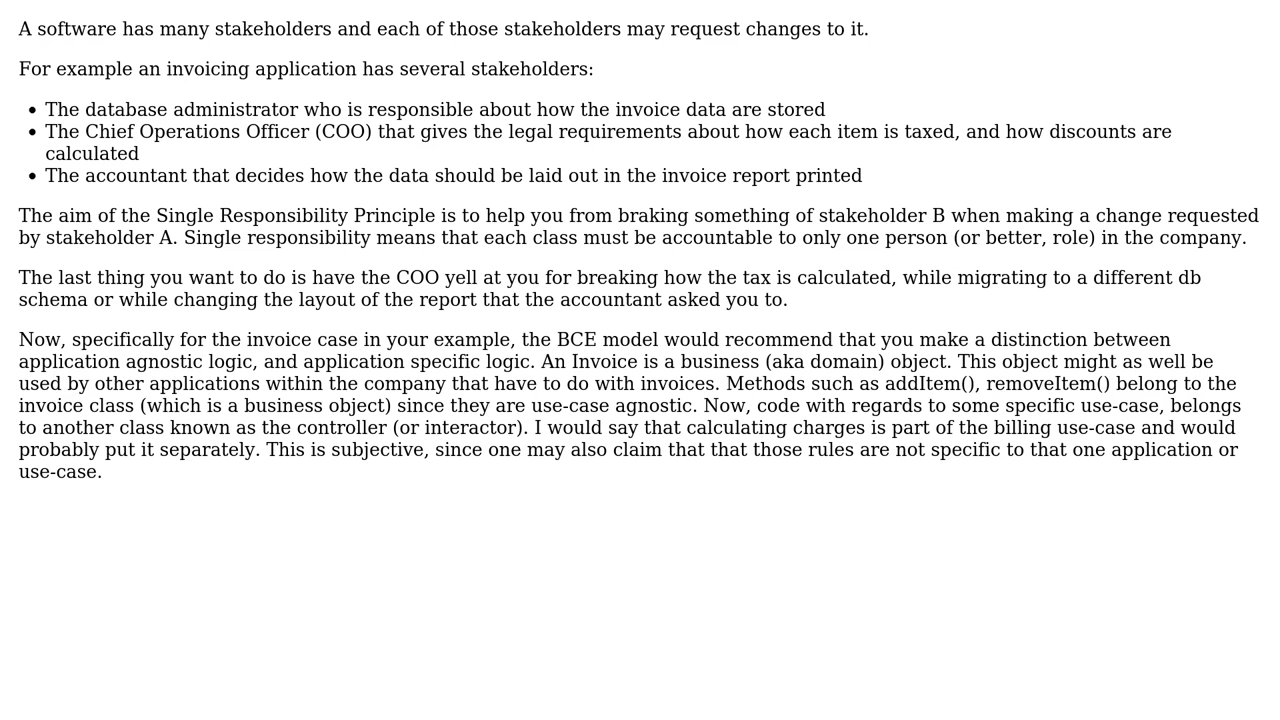 A software has many stakeholders and each of those stakeholders may request changes to it.
For example an invoicing application has several stakeholders:
• The database administrator who is responsible about how the invoice data are stored
• The Chief Operations Officer (COO) that gives the legal requirements about how each item is taxed, and how discounts are
calculated
• The accountant that decides how the data should be laid out in the invoice report printed
The aim of the Single Responsibility Principle is to help you from braking something of stakeholder B when making a change requested
by stakeholder A. Single responsibility means that each class must be accountable to only one person (or better, role) in the company.
The last thing you want to do is have the COO yell at you for breaking how the tax is calculated, while migrating to a different db
schema or while changing the layout of the report that the accountant asked you to.
Now, specifically for the invoice case in your example, the BCE model would recommend that you make a distinction between
application agnostic logic, and application specific logic. An Invoice is a business (aka domain) object. This object might as well be
used by other applications within the company that have to do with invoices. Methods such as addItem(), removeItem() belong to the
invoice class (which is a business object) since they are use-case agnostic. Now, code with regards to some specific use-case, belongs
to another class known as the controller (or interactor). I would say that calculating charges is part of the billing use-case and would
probably put it separately. This is subjective, since one may also claim that that those rules are not specific to that one application or
use-case.